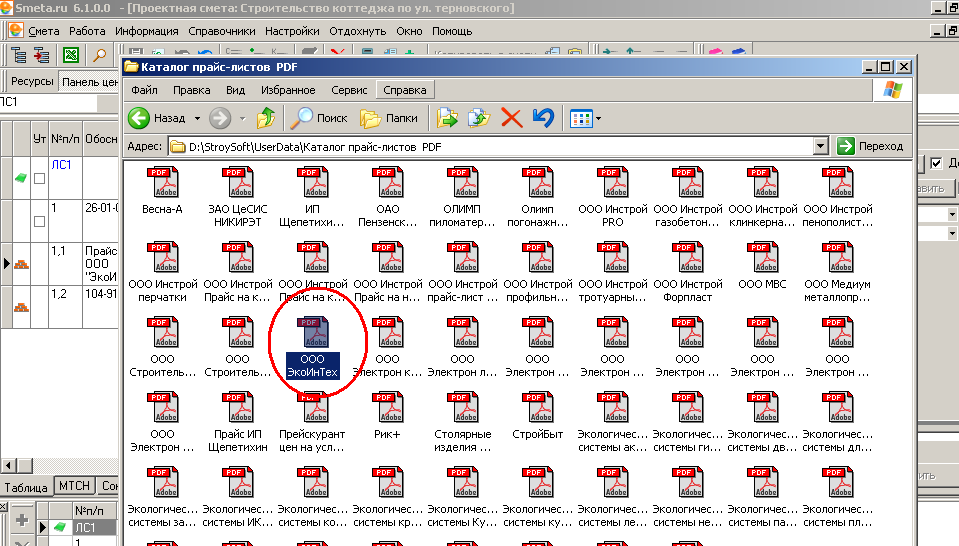 Smeta.ru 6.1.0.0 - [Проектная смета: Строительство коттеджа по ул. терновского]
Смета Работа Информация Справочники Настройки Отдохнуть Окно Помощь
Ресурсы Панель цен
ЛС1
Ут №п/п Обосн
ЛС1
1 26-01-0
1,1 Прайс
ООО
"ЭкоИ
1,2 104-91
Каталог прайс-листов PDF
Файл Правка Вид Избранное Сервис Справка
Назад Поиск Папки
Адрес: D:\StroySoft\UserData\Каталог прайс-листов PDF Переход
Весна-А
ЗАО ЦеСИС
НИКИРЭТ
ИП
Щепетихи...
ОАО
Пензенск...
ОЛИМП
пиломатер...
Олимп
погонажн...
ООО Инстрой
PRO
ООО Инстрой
газобетон...
ООО Инстрой
клинкерна...
ООО Инстрой
пенополист...
ООО Инстрой
перчатки
ООО Инстрой
Прайс на к...
ООО Инстрой
Прайс на к...
ООО Инстрой
Прайс на н...
ООО Инстрой
прайс-лист ...
ООО Инстрой
профильн...
ООО Инстрой
тротуарны...
ООО Инстрой
Форпласт
ООО МВС
ООО Медиум
металлопр...
ООО
Строитель...
ООО
Строитель...
ООО
ЭкоИнТех
ООО
Электрон к...
ООО
Электрон л...
ООО
Электрон ...
ООО
Электрон ...
ООО
Электрон ...
ООО
Электрон ...
ООО
Электрон ...
ООО
Электрон ...
Прайс ИП
Щепетихин
Прейскурант
цен на усл...
Рик+
Столярные
изделия ...
СтройБыт
Экологичес...
системы ак...
Экологичес...
системы ги...
Экологичес...
системы дв...
Экологичес...
системы дл...
Экологичес...
системы за...
Экологичес...
системы ИК...
Экологичес...
системы ко...
Экологичес...
системы кр...
Экологичес...
системы Ку...
Экологичес...
системы ку...
Экологичес...
системы ле...
Экологичес...
системы не...
Экологичес...
системы па...
Экологичес...
системы пл...
Таблица МТСН Сон
№п/п
ЛС1
1